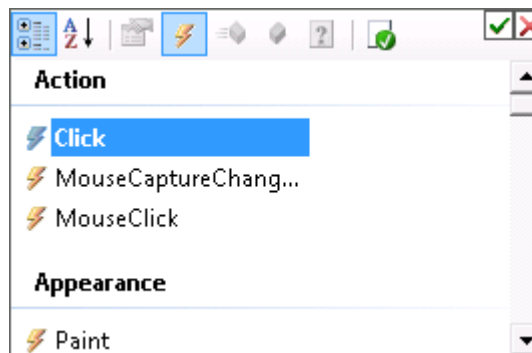 A
Z
?
Action
Click
MouseCaptureChang...
MouseClick
Appearance
Paint